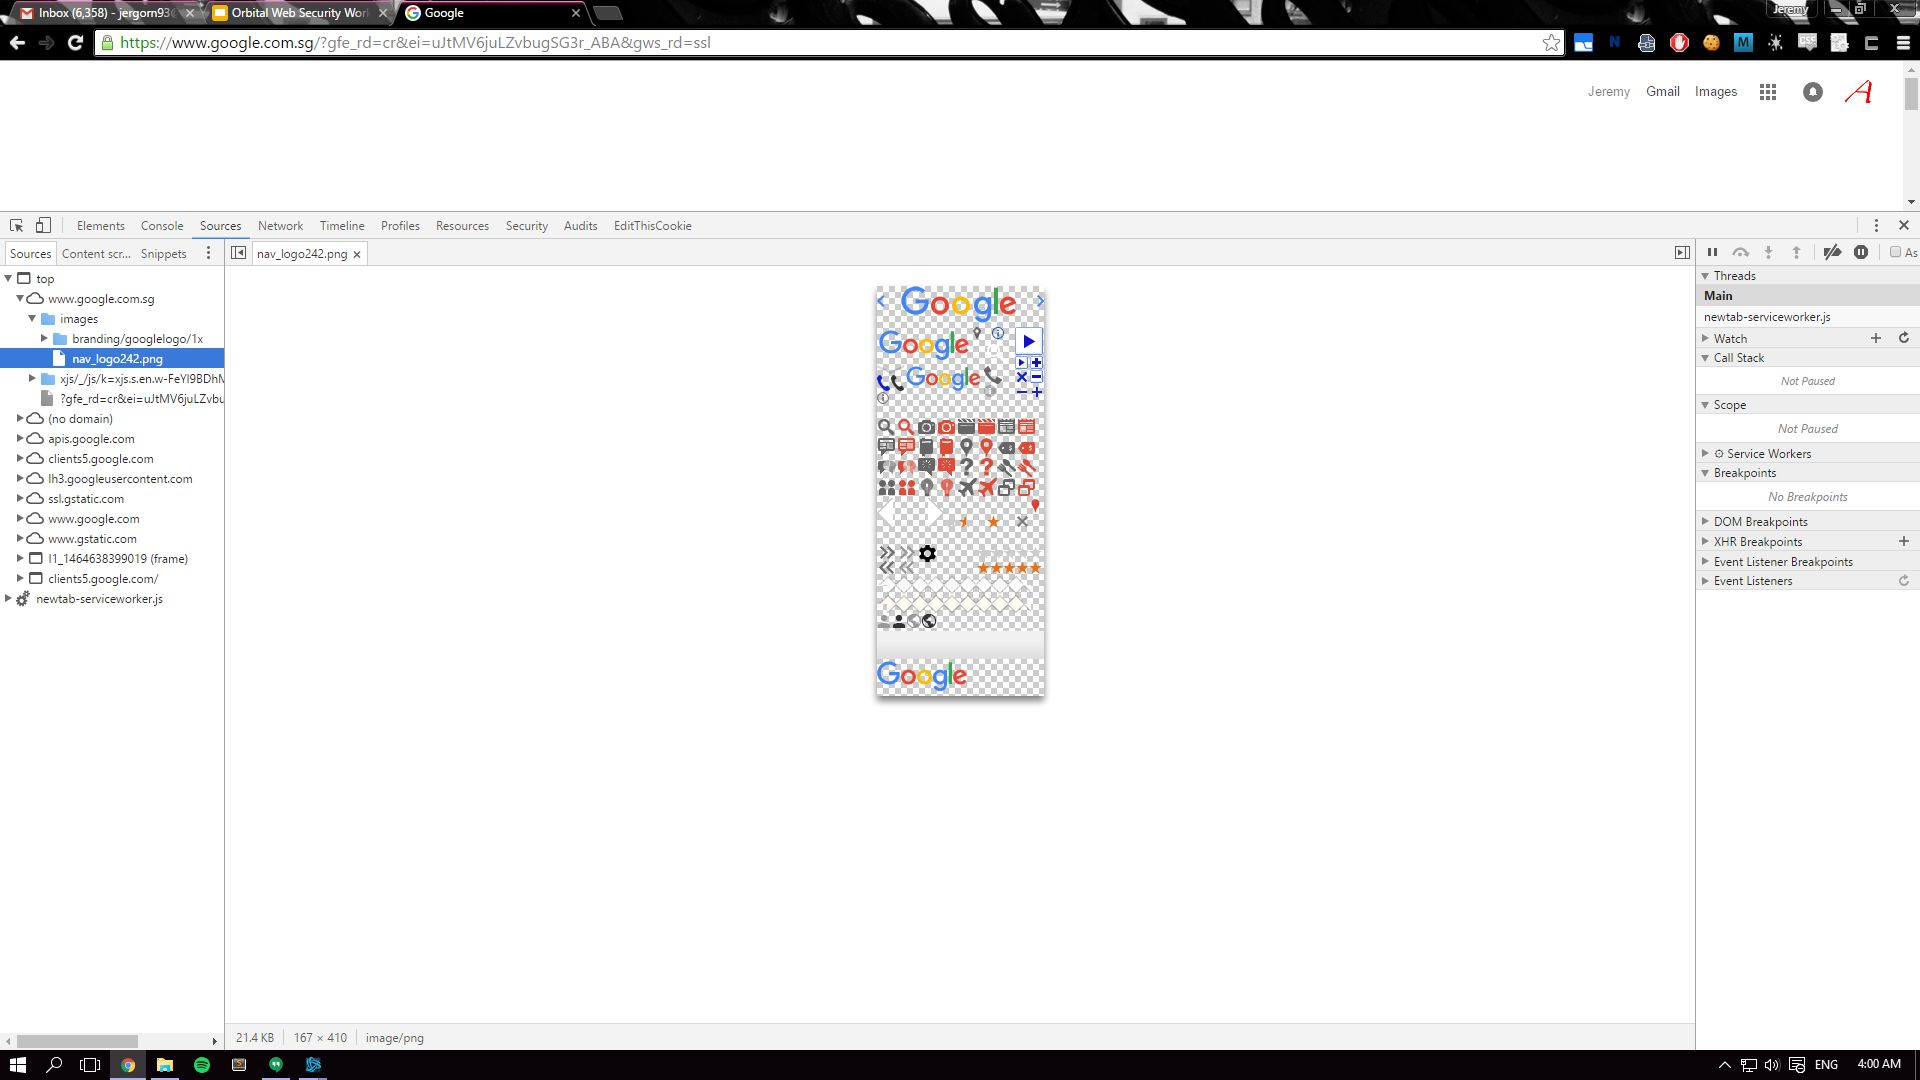 Inbox (6,358) - jergorn93
Orbital Web Security Wor
Google
Jeremy
https://www.google.com.sg/?gfe_rd=cr&ei=uJtMV6juLZvbugSG3r_ABA&gws_rd=ssl
Jeremy Gmail Images
Elements Console Sources Network Timeline Profiles Resources Security Audits EditThisCookie
Sources Content scr... Snippets
nav_logo242.png
As
top
www.google.com.sg
images
branding/googlelogo/1x
nav_logo242.png
xjs/_/js/k=xjs.s.en.w-FeYI9BDhM
?gfe_rd=cr&ei=uJtMV6juLZvbu
(no domain)
apis.google.com
clients5.google.com
lh3.googleusercontent.com
ssl.gstatic.com
www.google.com
www.gstatic.com
I1_1464638399019 (frame)
clients5.google.com/
newtab-serviceworker.js
Google
Google
Google
Google
Threads
Main
newtab-serviceworker.js
Watch
Call Stack
Not Paused
Scope
Not Paused
Service Workers
Breakpoints
No Breakpoints
DOM Breakpoints
XHR Breakpoints
Event Listener Breakpoints
Event Listeners
21.4 KB 167 × 410 image/png
ENG 4:00 AM